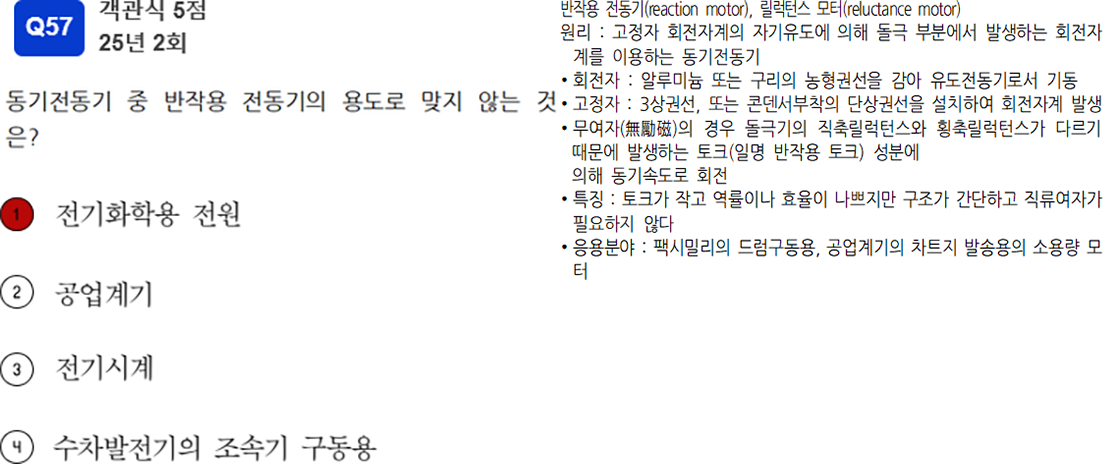 Q57
객관식 5점
25년 2회
동기전동기 중 반작용 전동기의 용도로 맞지 않는 것
은?
1 전기화학용 전원
2 공업계기
3 전기시계
4 수차발전기의 조속기 구동용
반작용 전동기(reaction motor), 릴럭턴스 모터(reluctance motor)
원리 : 고정자 회전자계의 자기유도에 의해 돌극 부분에서 발생하는 회전자
계를 이용하는 동기전동기
• 회전자 : 알루미늄 또는 구리의 농형권선을 감아 유도전동기로서 기동
• 고정자 : 3상권선, 또는 콘덴서부착의 단상권선을 설치하여 회전자계 발생
• 무여자(無勵磁)의 경우 돌극기의 직축릴럭턴스와 횡축릴럭턴스가 다르기
때문에 발생하는 토크(일명 반작용 토크) 성분에
의해 동기속도로 회전
• 특징 : 토크가 작고 역률이나 효율이 나쁘지만 구조가 간단하고 직류여자가
필요하지 않다
• 응용분야 : 팩시밀리의 드럼구동용, 공업계기의 차트지 발송용의 소용량 모
터